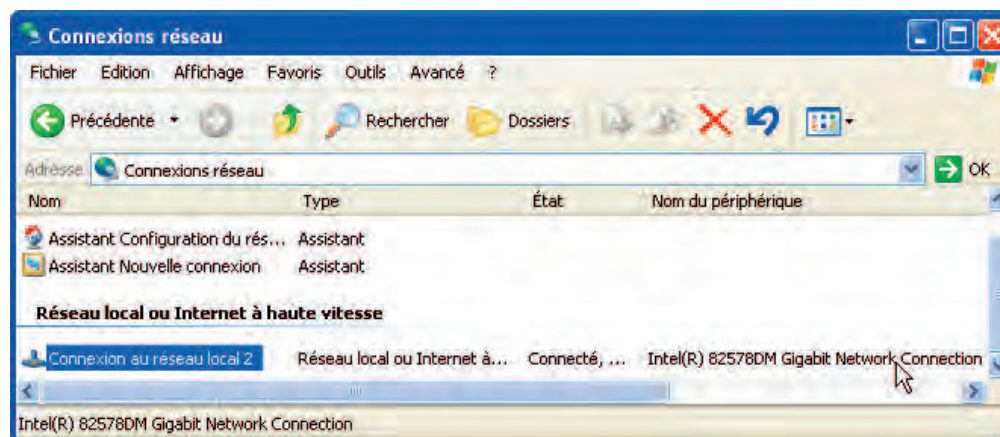 Connexions réseau
Fichier Edition Affichage Favoris Outils Avancé ?
Précédente Rechercher Dossiers
Adresse Connexions réseau OK
Nom Type État Nom du périphérique
Assistant Configuration du rés... Assistant
Assistant Nouvelle connexion Assistant
Réseau local ou Internet à haute vitesse
Connexion au réseau local 2 Réseau local ou Internet à... Connecté, ... Intel(R) 82578DM Gigabit Network Connection
Intel(R) 82578DM Gigabit Network Connection